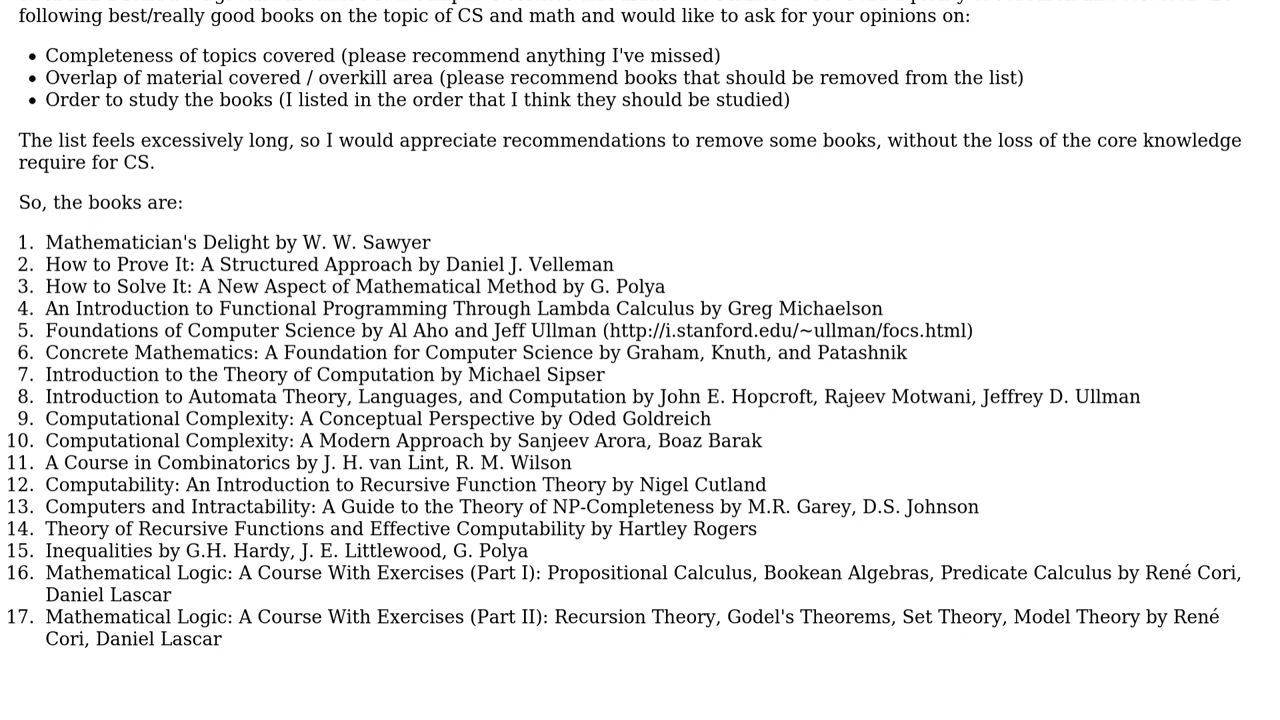 following best/really good books on the topic of CS and math and would like to ask for your opinions on:
• Completeness of topics covered (please recommend anything I've missed)
• Overlap of material covered / overkill area (please recommend books that should be removed from the list)
• Order to study the books (I listed in the order that I think they should be studied)
The list feels excessively long, so I would appreciate recommendations to remove some books, without the loss of the core knowledge
require for CS.
So, the books are:
1. Mathematician's Delight by W. W. Sawyer
2. How to Prove It: A Structured Approach by Daniel J. Velleman
3. How to Solve It: A New Aspect of Mathematical Method by G. Polya
4. An Introduction to Functional Programming Through Lambda Calculus by Greg Michaelson
5. Foundations of Computer Science by Al Aho and Jeff Ullman (http://i.stanford.edu/~ullman/focs.html)
6. Concrete Mathematics: A Foundation for Computer Science by Graham, Knuth, and Patashnik
7. Introduction to the Theory of Computation by Michael Sipser
8. Introduction to Automata Theory, Languages, and Computation by John E. Hopcroft, Rajeev Motwani, Jeffrey D. Ullman
9. Computational Complexity: A Conceptual Perspective by Oded Goldreich
10. Computational Complexity: A Modern Approach by Sanjeev Arora, Boaz Barak
11. A Course in Combinatorics by J. H. van Lint, R. M. Wilson
12. Computability: An Introduction to Recursive Function Theory by Nigel Cutland
13. Computers and Intractability: A Guide to the Theory of NP-Completeness by M.R. Garey, D.S. Johnson
14. Theory of Recursive Functions and Effective Computability by Hartley Rogers
15. Inequalities by G.H. Hardy, J. E. Littlewood, G. Polya
16. Mathematical Logic: A Course With Exercises (Part I): Propositional Calculus, Bookean Algebras, Predicate Calculus by René Cori,
Daniel Lascar
17. Mathematical Logic: A Course With Exercises (Part II): Recursion Theory, Godel's Theorems, Set Theory, Model Theory by René
Cori, Daniel Lascar